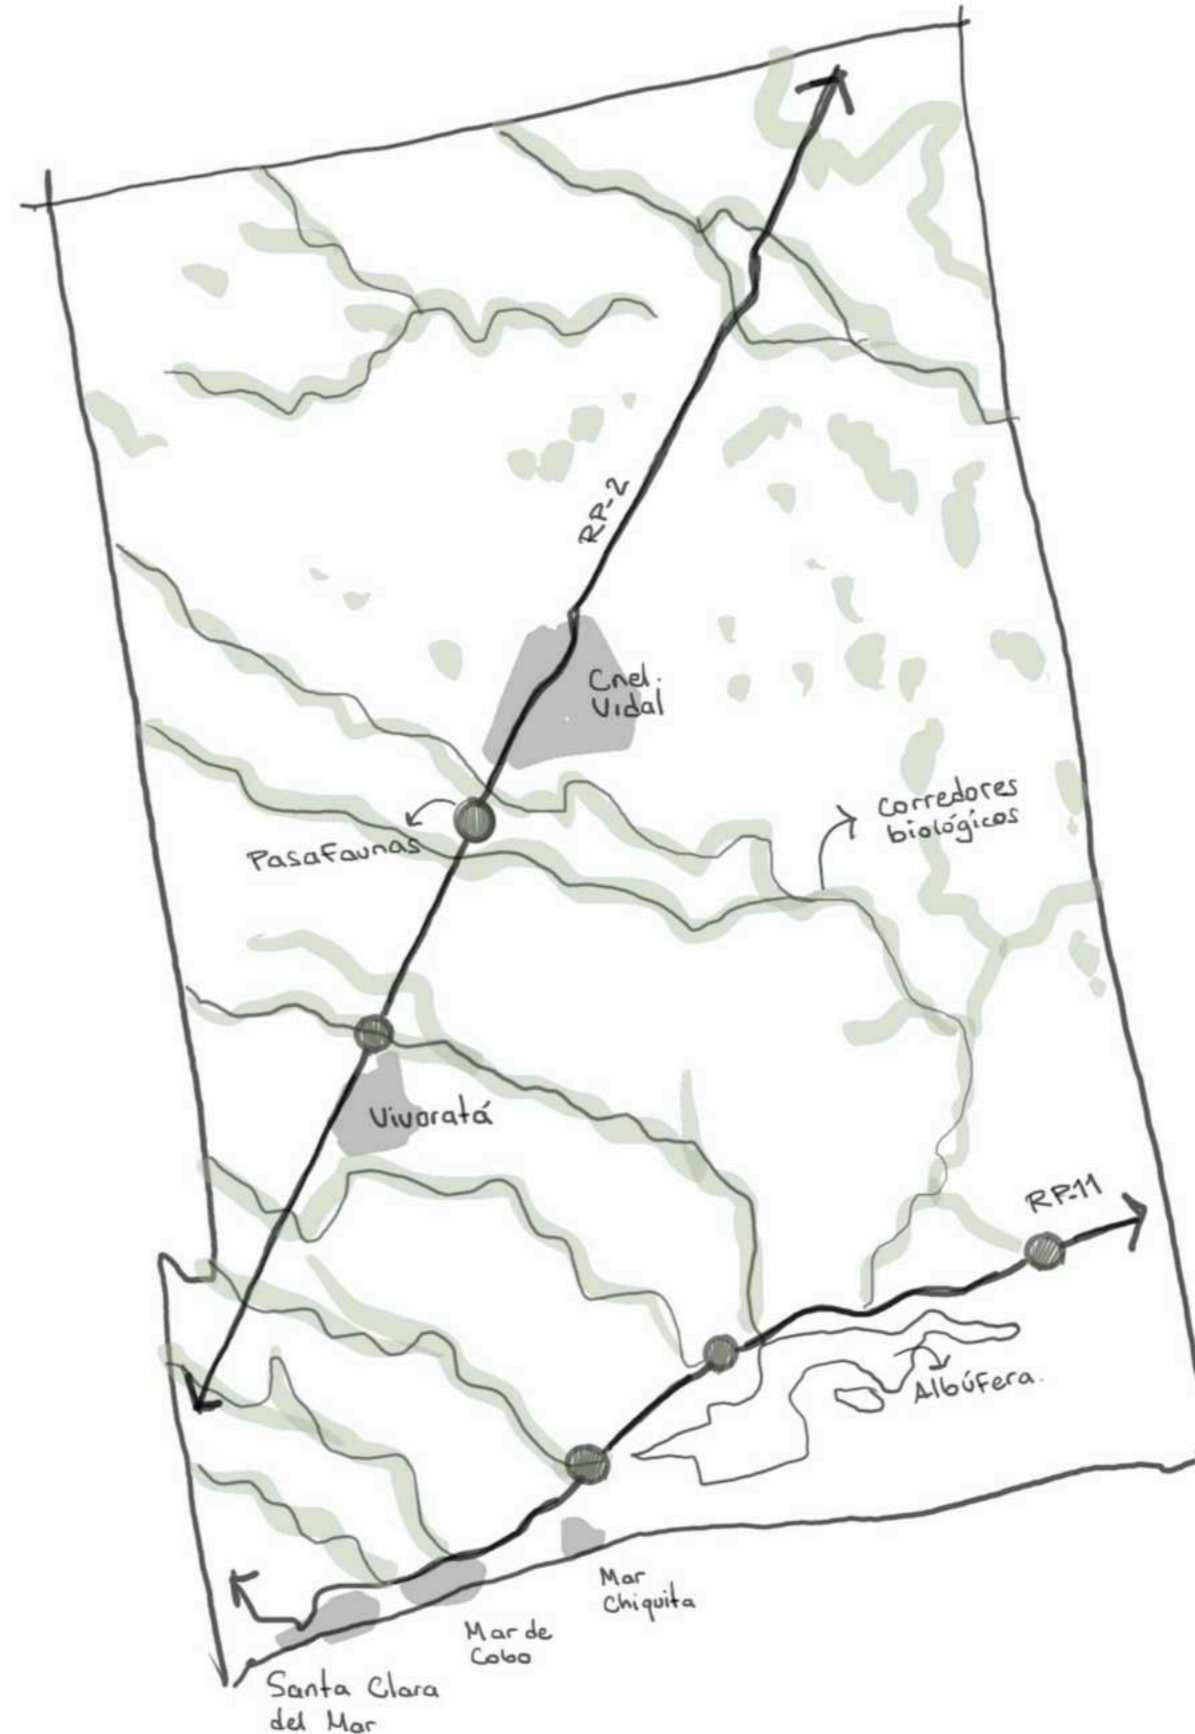 RP-2
Cnel.
Vidal
Corredores
biológicos
Pasafaunas
Vivoratá
RP-11
Albúfera.
Mar
Chiquita
Mar de
Cobo
Santa Clara
del Mar